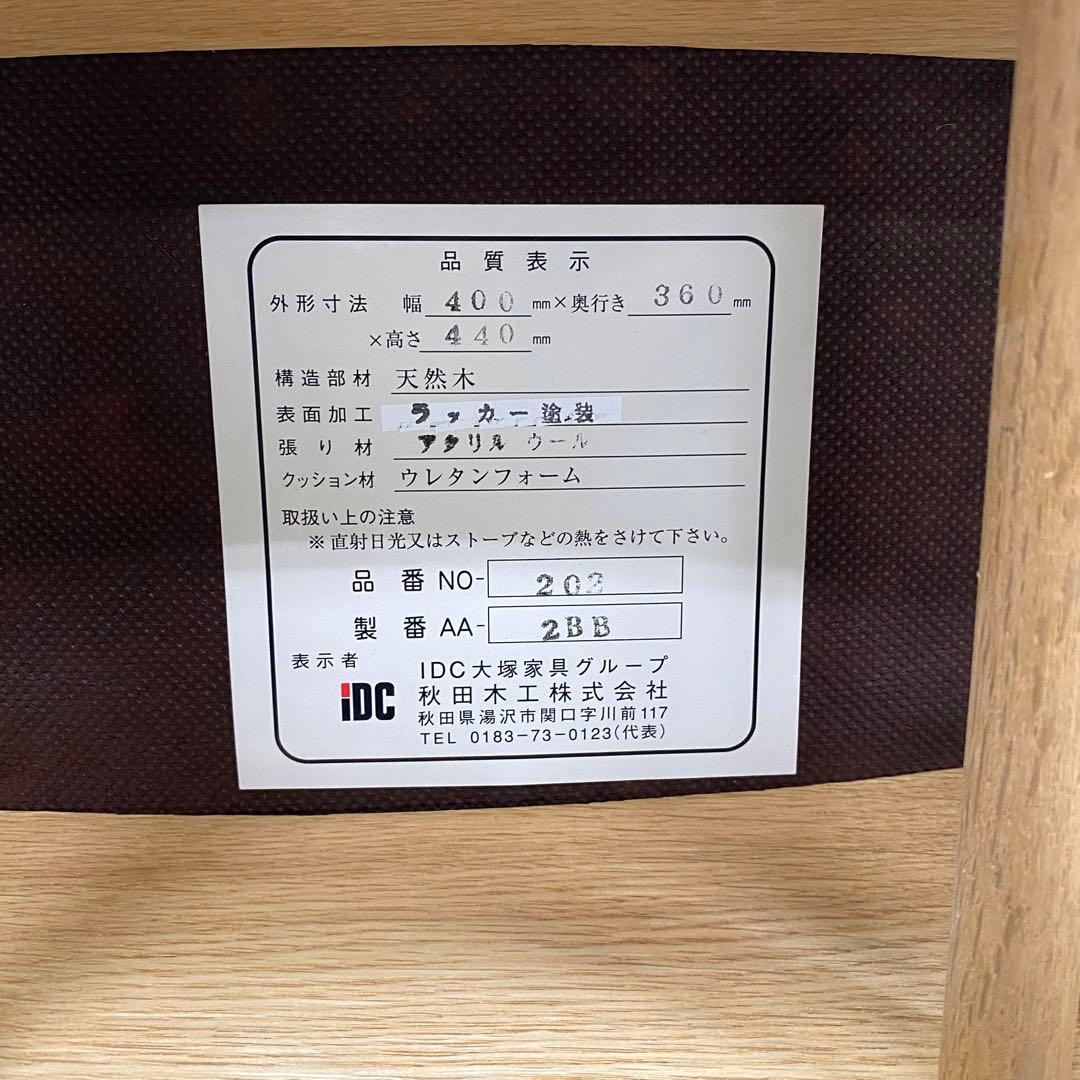 品質表示
外形寸法 幅 400 mm×奥行き 360 mm
×高さ 440 mm
構造部材 天然木
表面加工 ラッカー塗装
張り材 アクリル ウール
クッション材 ウレタンフォーム
取扱い上の注意
※直射日光又はストーブなどの熱をさけて下さい。
品番 NO- 202
製番 AA- 2BB
表示者
iDC
IDC大塚家具グループ
秋田木工株式会社
秋田県湯沢市関口字川前117
TEL 0183-73-0123(代表)